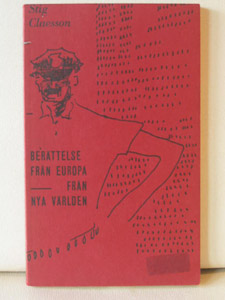 Stig
Claesson
BERÄTTELSE
FRÅN EUROPA
— FRÅN
NYA VÄRLDEN